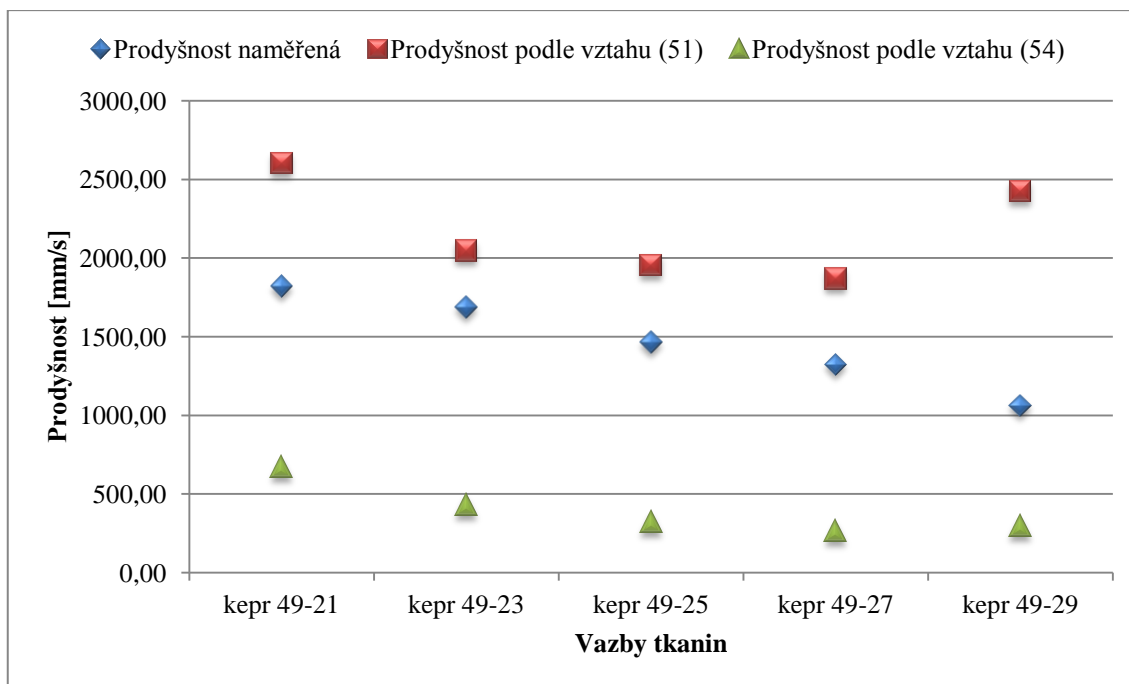 Prodyšnost naměřená Prodyšnost podle vztahu (51) Prodyšnost podle vztahu (54)
3000,00
2500,00
2000,00
1500,00
1000,00
500,00
0,00
Prodyšnost [mm/s]
kepr 49-21 kepr 49-23 kepr 49-25 kepr 49-27 kepr 49-29
Vazby tkanin